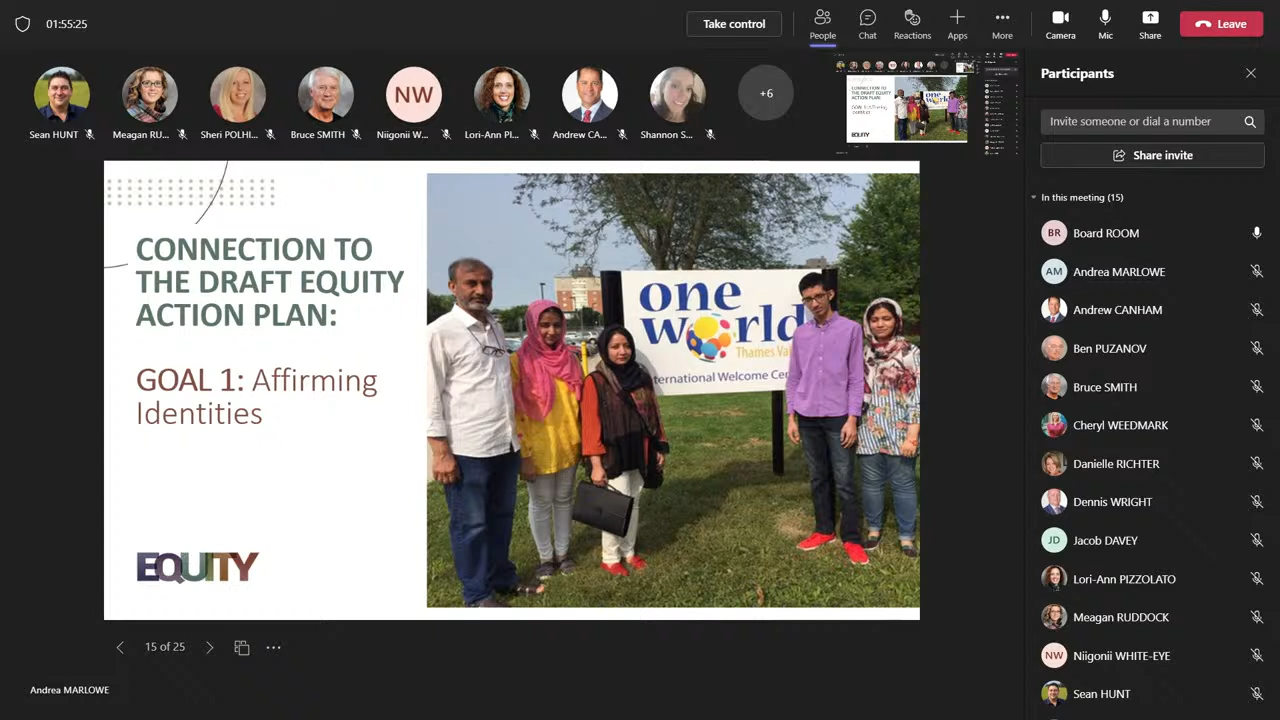 01:55:25
Take control
People
Chat
Reactions
Apps
More
Camera
Mic
Share
Leave
Sean HUNT
Meagan RU...
Sheri POLHI...
Bruce SMITH
Niigonii W...
Lori-Ann PI...
Andrew CA...
Shannon S...
NW
+6
CONNECTION TO
THE DRAFT EQUITY
ACTION PLAN:
GOAL 1: Affirming
Identities
EQUITY
one
world
Thames Va
ternational Welcome Cen
15 of 25
Andrea MARLOWE
Participants
Invite someone or dial a number
Share invite
In this meeting (15)
BR Board ROOM
AM Andrea MARLOWE
Andrew CANHAM
Ben PUZANOV
Bruce SMITH
Cheryl WEEDMARK
Danielle RICHTER
Dennis WRIGHT
JD Jacob DAVEY
Lori-Ann PIZZOLATO
Meagan RUDDOCK
NW Niigonii WHITE-EYE
Sean HUNT